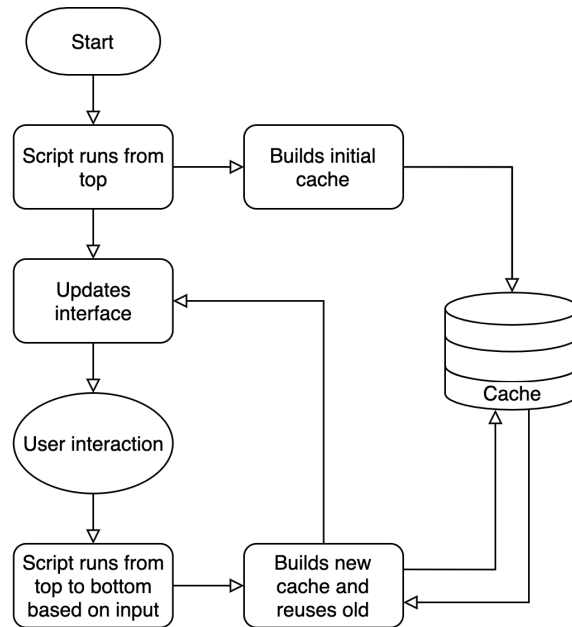 Start
Script runs from
top
Builds initial
cache
Updates
interface
Cache
User interaction
Script runs from
top to bottom
based on input
Builds new
cache and
reuses old